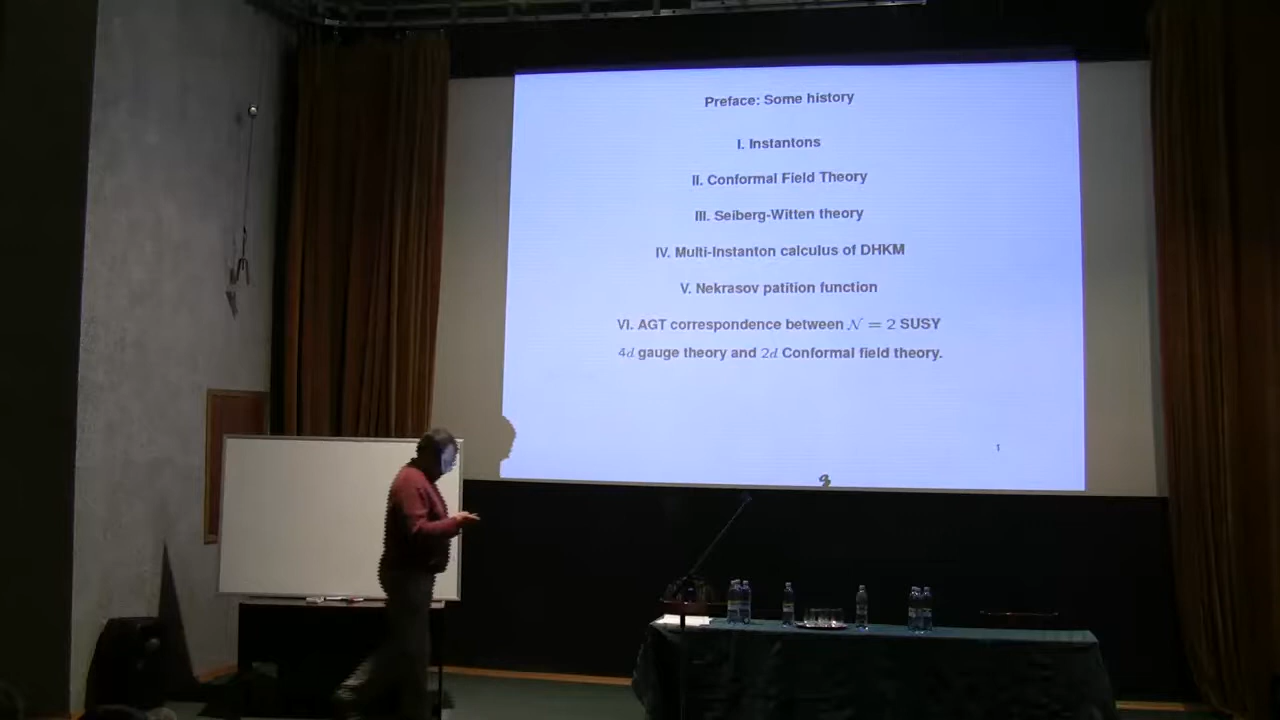 Preface: Some history
I. Instantons
II. Conformal Field Theory
III. Seiberg-Witten theory
IV. Multi-Instanton calculus of DHKM
V. Nekrasov patition function
VI. AGT correspondence between 𝒩 = 2 SUSY
4d gauge theory and 2d Conformal field theory.
1